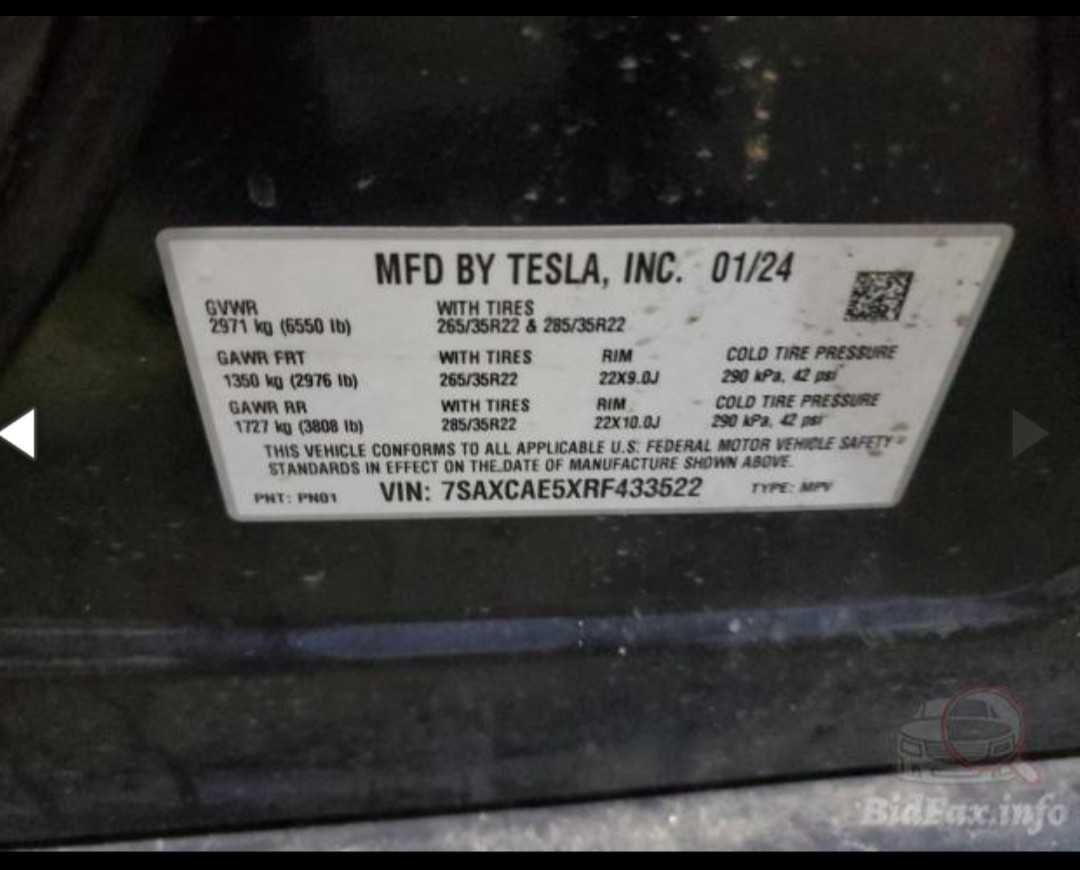 MFD BY TESLA, INC. 01/24
GVWR WITH TIRES
2971 kg (6550 lb) 265/35R22 & 285/35R22
GAWR FRT WITH TIRES RIM COLD TIRE PRESSURE
1350 kg (2976 lb) 265/35R22 22X9.0J 290 kPa, 42 psi
GAWR RR WITH TIRES RIM COLD TIRE PRESSURE
1727 kg (3808 lb) 285/35R22 22X10.0J 290 kPa, 42 psi
THIS VEHICLE CONFORMS TO ALL APPLICABLE U.S. FEDERAL MOTOR VEHICLE SAFETY
STANDARDS IN EFFECT ON THE DATE OF MANUFACTURE SHOWN ABOVE.
PNT: PN01 VIN: 7SAXCAE5XRF433522 TYPE: MPV
BidFax.info